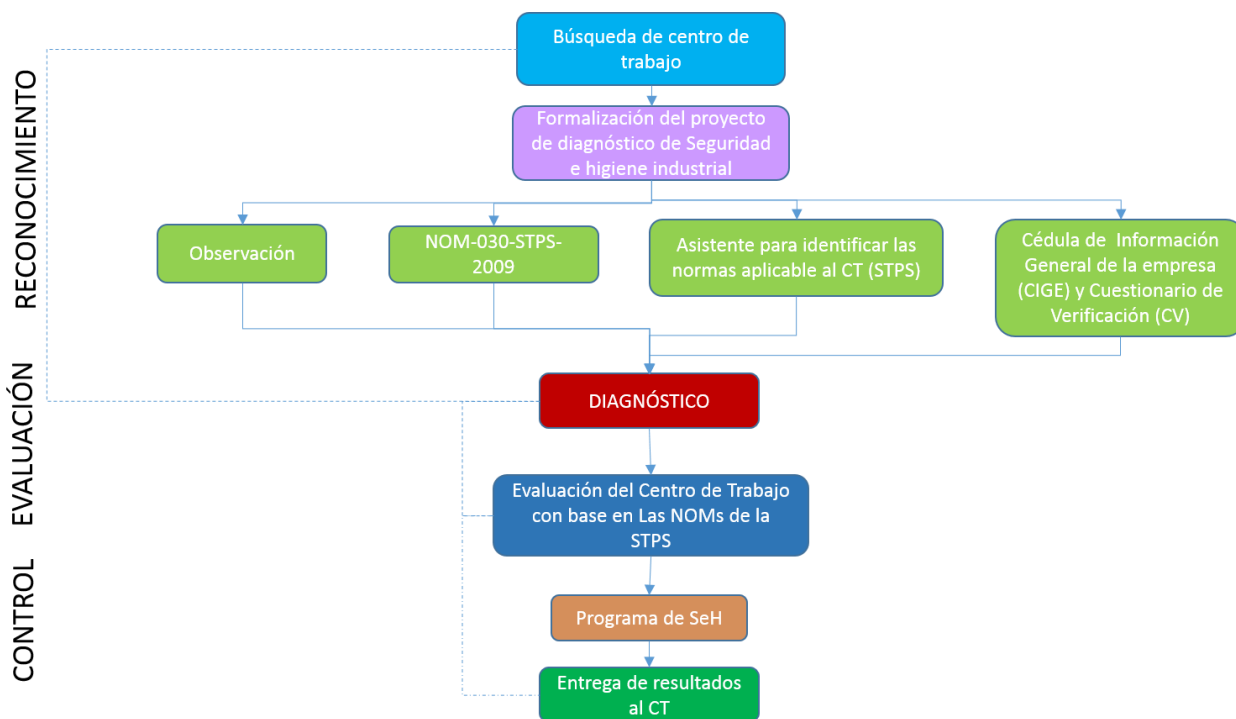 Búsqueda de centro de
trabajo
Formalización del proyecto
de diagnóstico de Seguridad
e higiene industrial
RECONOCIMIENTO
Observación
NOM-030-STPS-
2009
Asistente para identificar las
normas aplicable al CT (STPS)
Cédula de Información
General de la empresa
(CIGE) y Cuestionario de
Verificación (CV)
EVALUACIÓN
DIAGNÓSTICO
Evaluación del Centro de Trabajo
con base en Las NOMs de la
STPS
CONTROL
Programa de SeH
Entrega de resultados
al CT